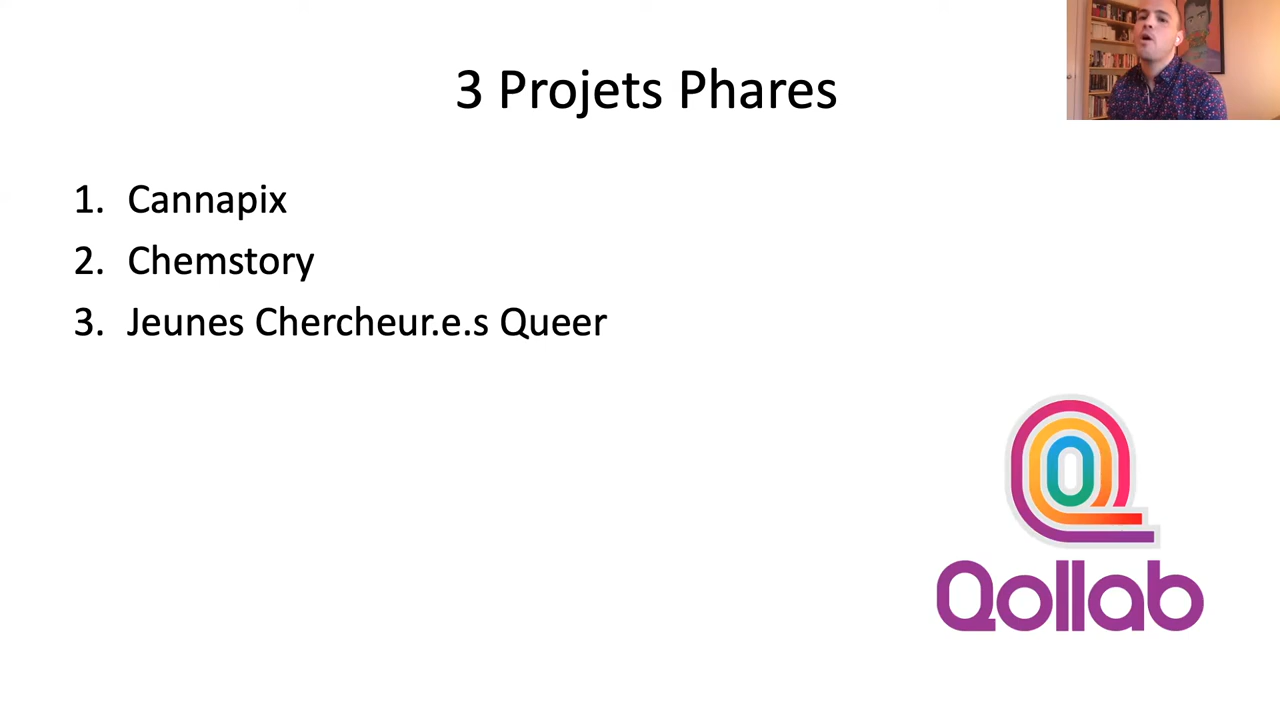 3 Projets Phares
1. Cannapix
2. Chemstory
3. Jeunes Chercheur.e.s Queer
Qollab